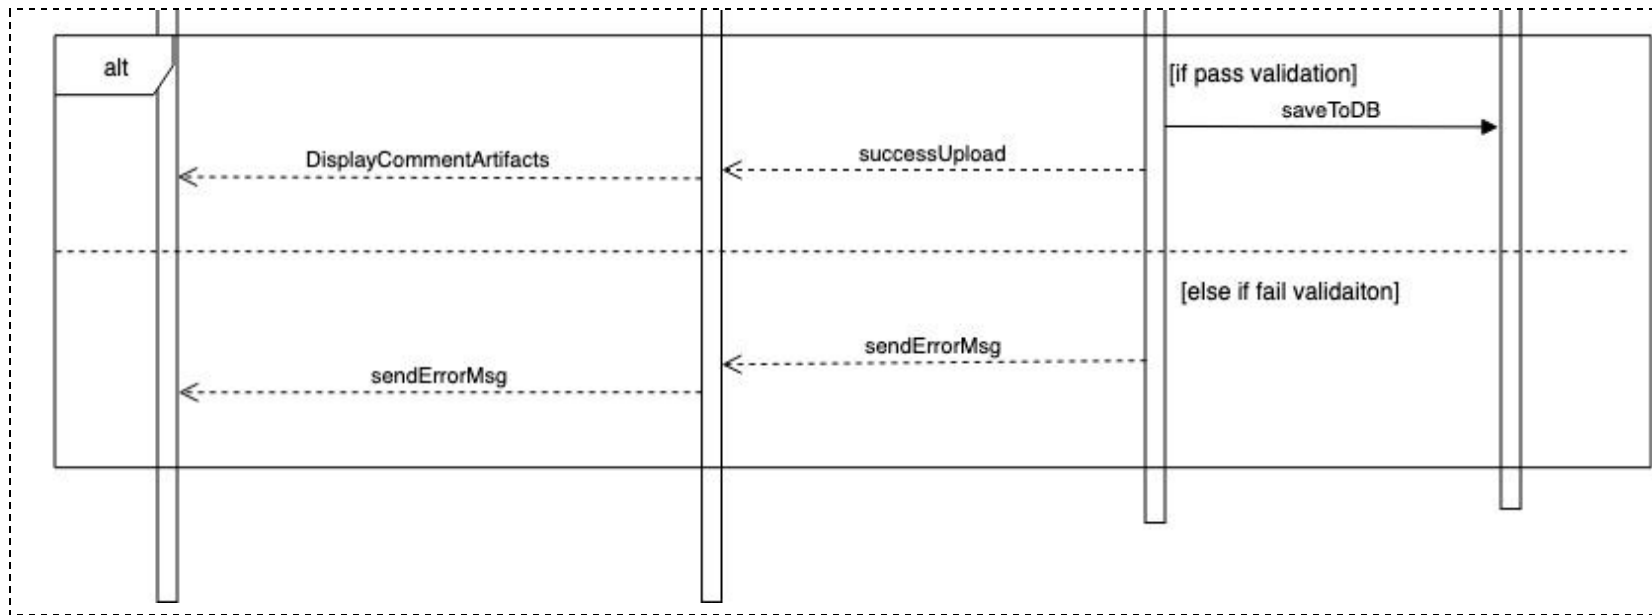 alt
[if pass validation]
saveToDB
successUpload
DisplayCommentArtifacts
[else if fail validaiton]
sendErrorMsg
sendErrorMsg